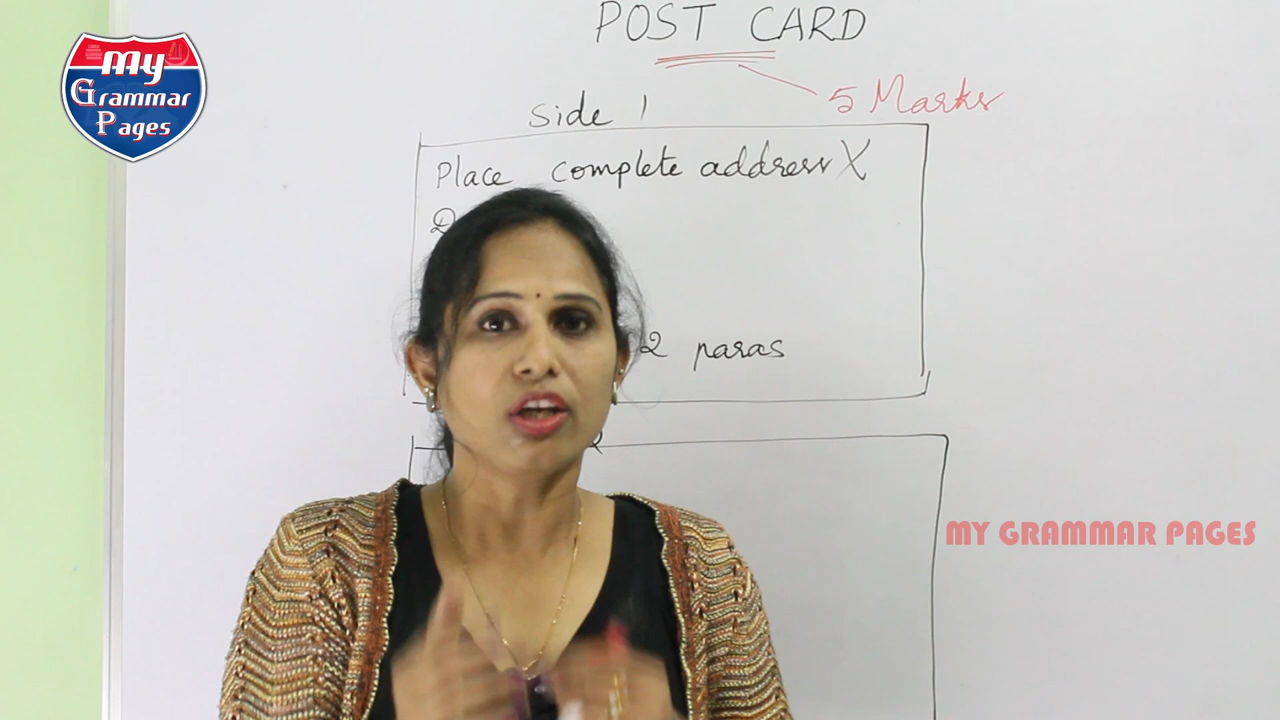 My
Grammar
Pages
POST CARD
5 Marks
Side 1
Place complete address X
2 paras
MY GRAMMAR PAGES